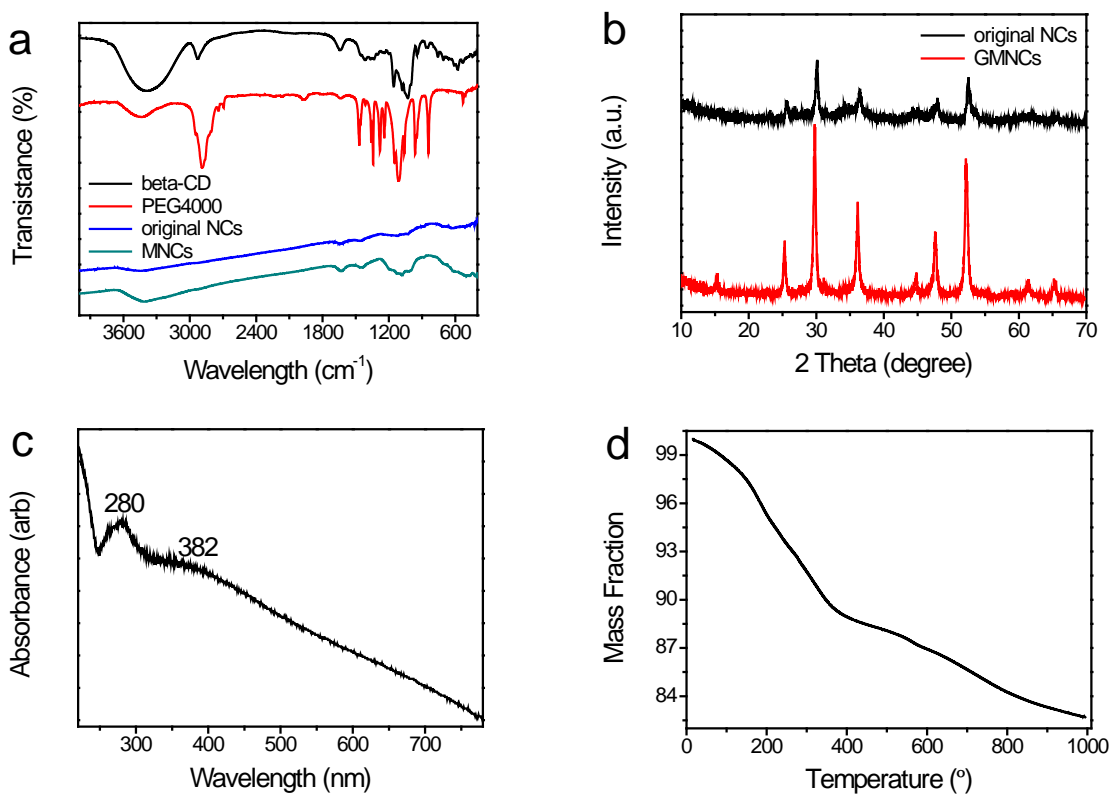 a
Transistance (%)
beta-CD
PEG4000
original NCs
MNCs
3600 3000 2400 1800 1200 600
Wavelength (cm-1)
b
Intensity (a.u.)
original NCs
GMNCs
10 20 30 40 50 60 70
2 Theta (degree)
c
Absorbance (arb)
280
382
300 400 500 600 700
Wavelength (nm)
d
Mass Fraction
99
96
93
90
87
84
0 200 400 600 800 1000
Temperature (º)